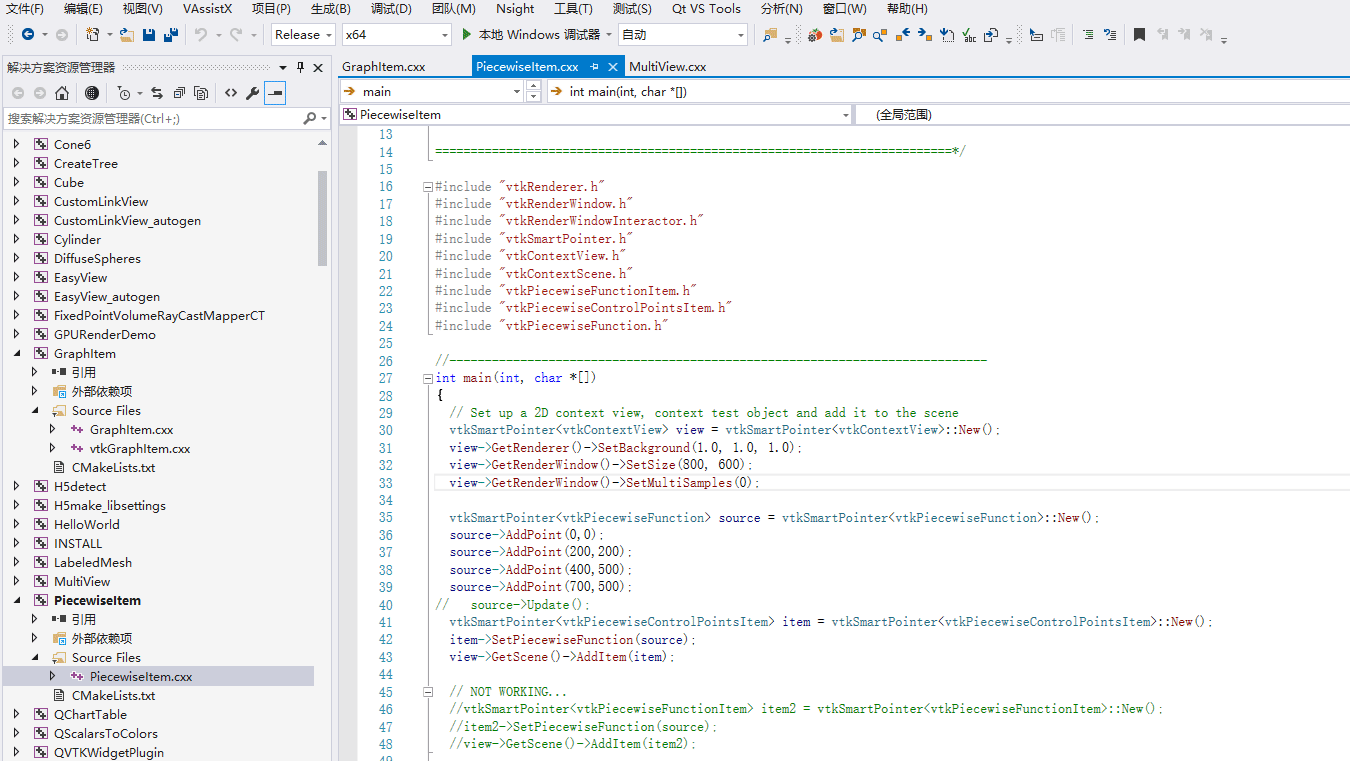 文件(F) 编辑(E) 视图(V) VAssistX 项目(P) 生成(B) 调试(D) 团队(M) Nsight 工具(T) 测试(S) Qt VS Tools 分析(N) 窗口(W) 帮助(H)
Release x64 本地 Windows 调试器 自动
解决方案资源管理器
搜索解决方案资源管理器(Ctrl+;)
Cone6
CreateTree
Cube
CustomLinkView
CustomLinkView_autogen
Cylinder
DiffuseSpheres
EasyView
EasyView_autogen
FixedPointVolumeRayCastMapperCT
GPURenderDemo
GraphItem
引用
外部依赖项
Source Files
GraphItem.cxx
vtkGraphItem.cxx
CMakeLists.txt
H5detect
H5make_libsettings
HelloWorld
INSTALL
LabeledMesh
MultiView
PiecewiseItem
引用
外部依赖项
Source Files
PiecewiseItem.cxx
CMakeLists.txt
QChartTable
QScalarsToColors
QVTKWidgetPlugin
GraphItem.cxx PiecewiseItem.cxx MultiView.cxx
main int main(int, char *[])
PiecewiseItem (全局范围)
13
14 =========================================================================*/
15
16 #include "vtkRenderer.h"
17 #include "vtkRenderWindow.h"
18 #include "vtkRenderWindowInteractor.h"
19 #include "vtkSmartPointer.h"
20 #include "vtkContextView.h"
21 #include "vtkContextScene.h"
22 #include "vtkPiecewiseFunctionItem.h"
23 #include "vtkPiecewiseControlPointsItem.h"
24 #include "vtkPiecewiseFunction.h"
25
26 //----------------------------------------------------------------------------
27 int main(int, char *[])
28 {
29 // Set up a 2D context view, context test object and add it to the scene
30 vtkSmartPointer<vtkContextView> view = vtkSmartPointer<vtkContextView>::New();
31 view->GetRenderer()->SetBackground(1.0, 1.0, 1.0);
32 view->GetRenderWindow()->SetSize(800, 600);
33 view->GetRenderWindow()->SetMultiSamples(0);
34
35 vtkSmartPointer<vtkPiecewiseFunction> source = vtkSmartPointer<vtkPiecewiseFunction>::New();
36 source->AddPoint(0,0);
37 source->AddPoint(200,200);
38 source->AddPoint(400,500);
39 source->AddPoint(700,500);
40 // source->Update();
41 vtkSmartPointer<vtkPiecewiseControlPointsItem> item = vtkSmartPointer<vtkPiecewiseControlPointsItem>::New();
42 item->SetPiecewiseFunction(source);
43 view->GetScene()->AddItem(item);
44
45 // NOT WORKING...
46 //vtkSmartPointer<vtkPiecewiseFunctionItem> item2 = vtkSmartPointer<vtkPiecewiseFunctionItem>::New();
47 //item2->SetPiecewiseFunction(source);
48 //view->GetScene()->AddItem(item2);